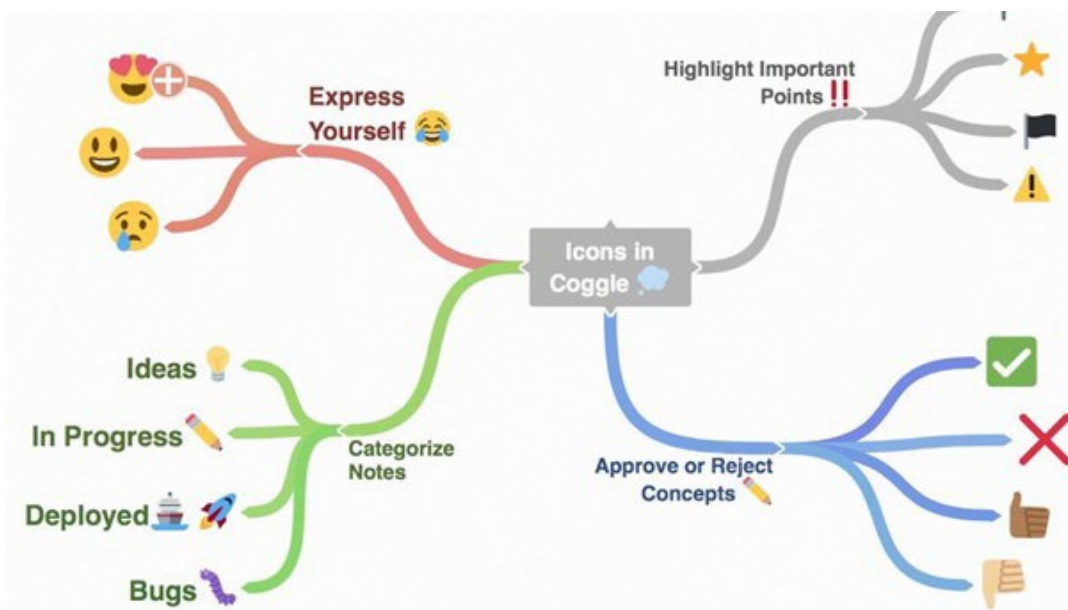 Express
Yourself
Highlight Important
Points
Icons in
Coggle
Ideas
In Progress
Categorize
Notes
Deployed
Bugs
Approve or Reject
Concepts